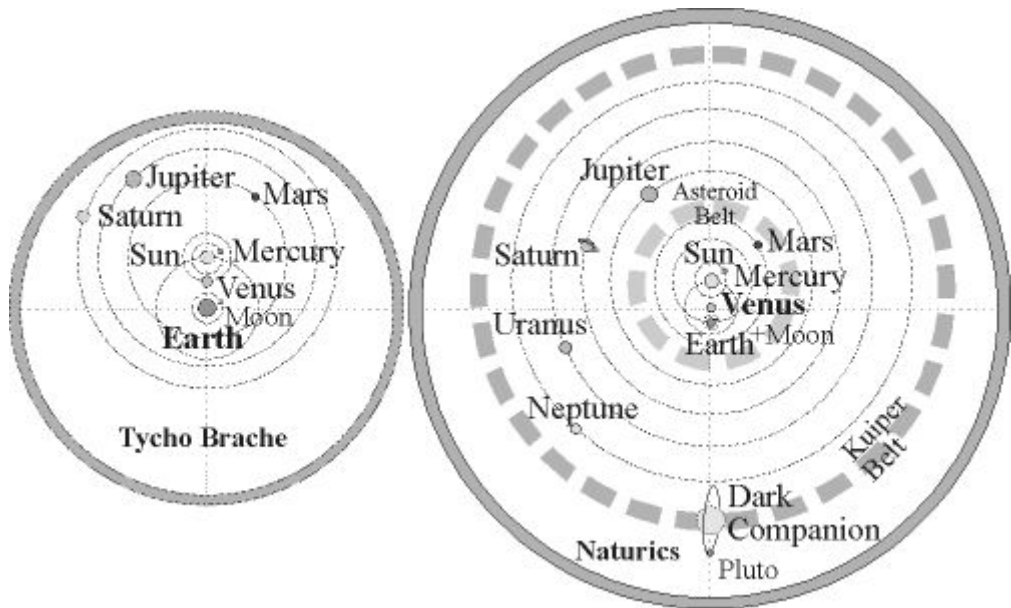 Jupiter
Mars
Saturn
Sun
Mercury
Venus
Moon
Earth
Tycho Brache
Jupiter
Asteroid
Belt
Mars
Saturn
Sun
Mercury
Venus
Uranus
Earth +Moon
Neptune
Kuiper
Belt
Dark
Companion
Naturics
Pluto